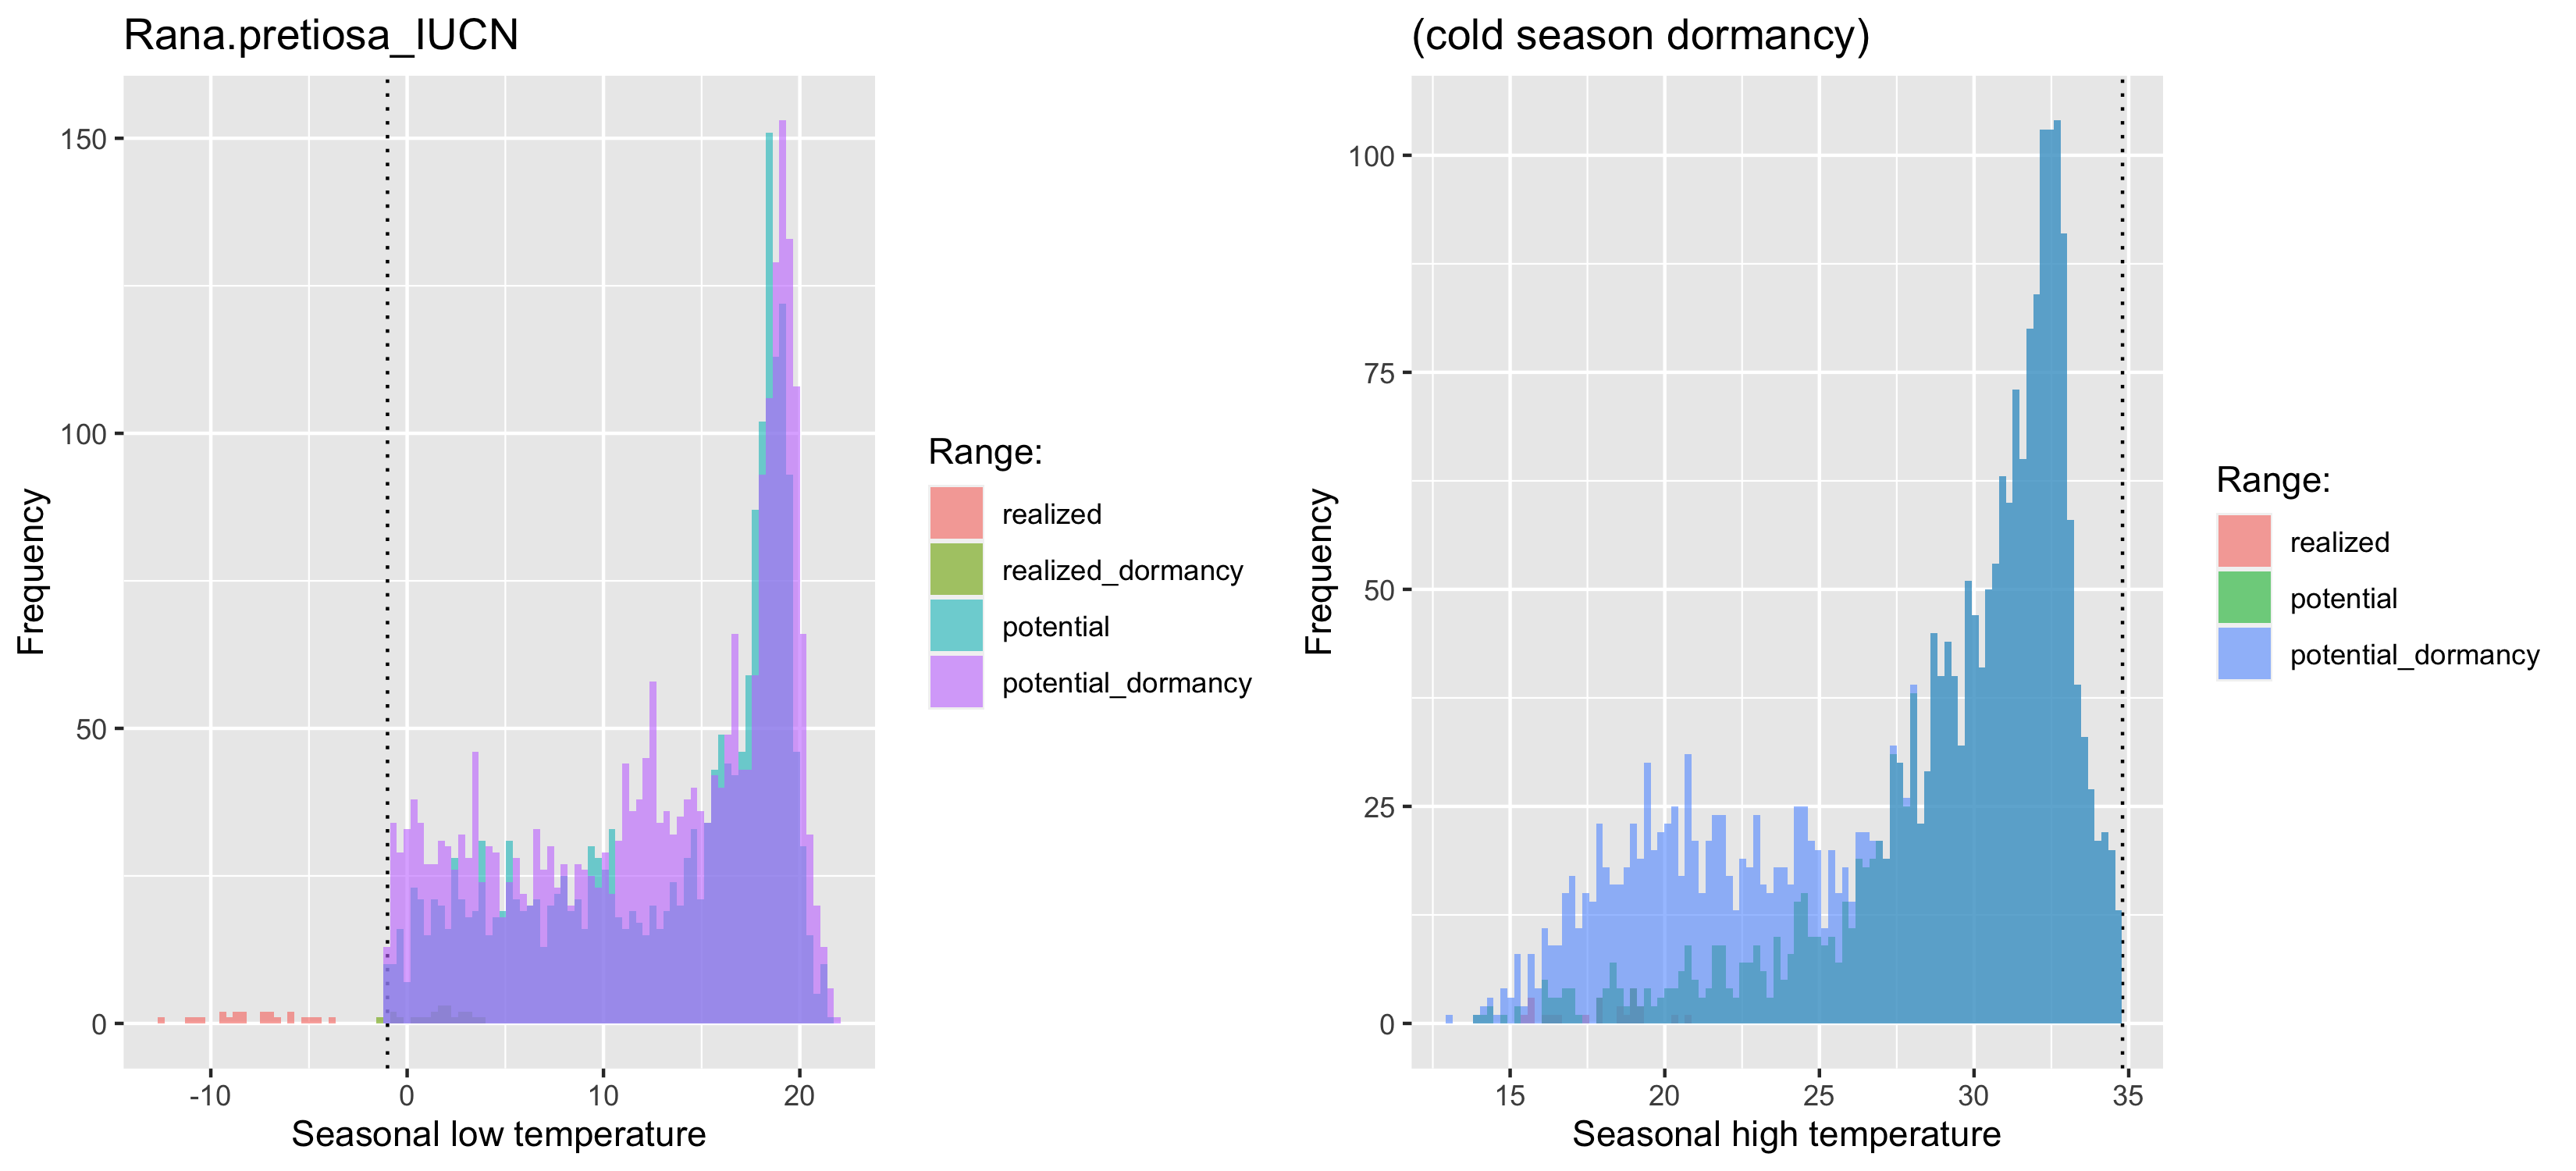 Rana.pretiosa_IUCN
150
100
50
0
-10 0 10 20
Seasonal low temperature
Frequency
Range:
realized
realized_dormancy
potential
potential_dormancy
(cold season dormancy)
100
75
50
25
0
15 20 25 30 35
Seasonal high temperature
Frequency
Range:
realized
potential
potential_dormancy